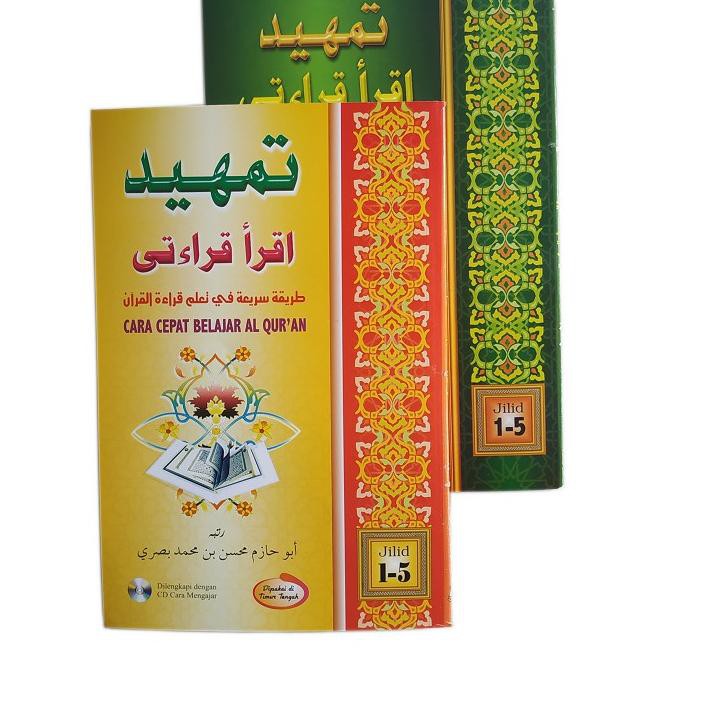 تمهيد
اقرأ قراءتي
Jilid
1-5
تمهيد
اقرأ قراءتى
طريقة سريعة في تعلم قراءة القرآن
CARA CEPAT BELAJAR AL QUR'AN
رتبه
أبو حازم محسن بن محمد بصري
Dilengkapi dengan
CD Cara Mengajar
Dipakai di
Timur Tengah
Jilid
1-5